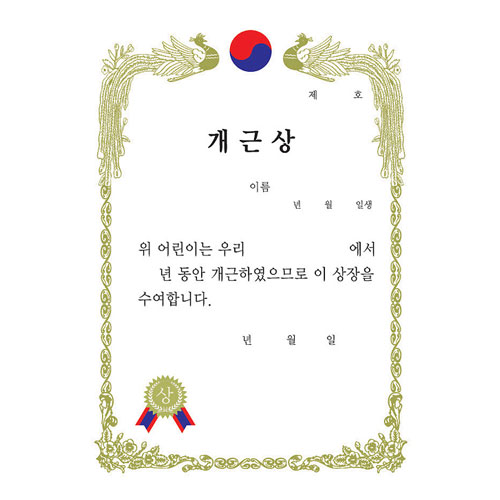 제 호
개근상
이름
년 월 일생
위 어린이는 우리 에서
년 동안 개근하였으므로 이 상장을
수여합니다.
년 월 일
상